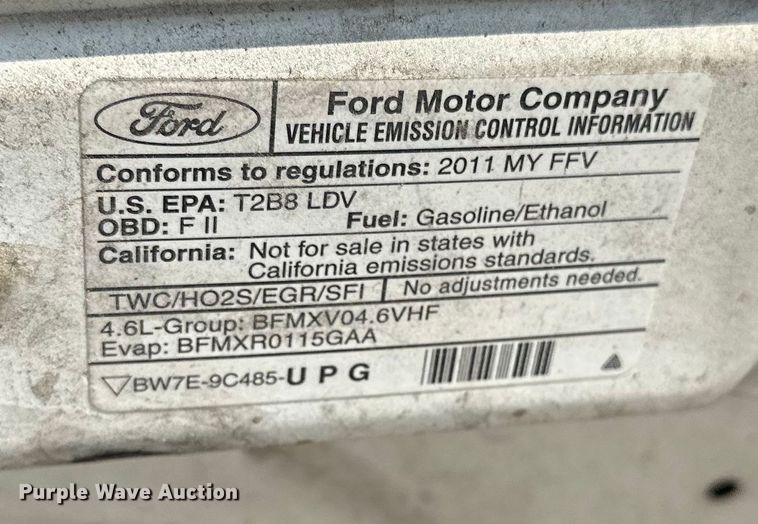 Ford
Ford Motor Company
VEHICLE EMISSION CONTROL INFORMATION
Conforms to regulations: 2011 MY FFV
U.S. EPA: T2B8 LDV
OBD: F II Fuel: Gasoline/Ethanol
California: Not for sale in states with
California emissions standards.
TWC/HO2S/EGR/SFI No adjustments needed.
4.6L-Group: BFMXV04.6VHF
Evap: BFMXR0115GAA
BW7E-9C485-U P G
Purple Wave Auction